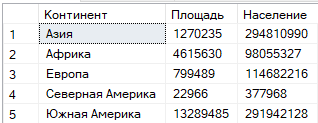 Континент Площадь Население
1 Азия 1270235 294810990
2 Африка 4615630 98055327
3 Европа 799489 114682216
4 Северная Америка 22966 377968
5 Южная Америка 13289485 291942128